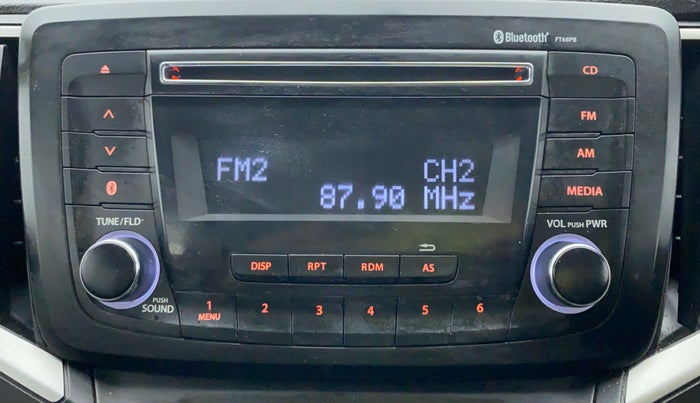 Bluetooth®
FT68PB
CD
FM
AM
MEDIA
FM2 CH2
87.90 MHz
TUNE/FLD
VOL PUSH PWR
DISP RPT RDM AS
PUSH
SOUND
1 2 3 4 5 6
MENU